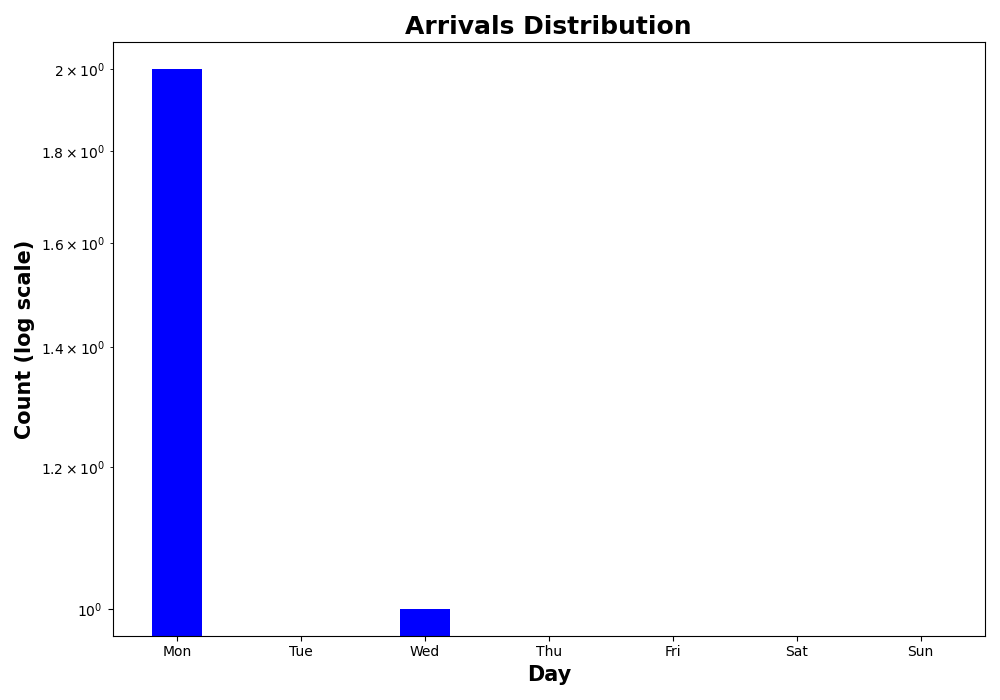 Arrivals Distribution
2 × 10⁰
1.8 × 10⁰
1.6 × 10⁰
1.4 × 10⁰
1.2 × 10⁰
10⁰
Count (log scale)
Mon Tue Wed Thu Fri Sat Sun
Day